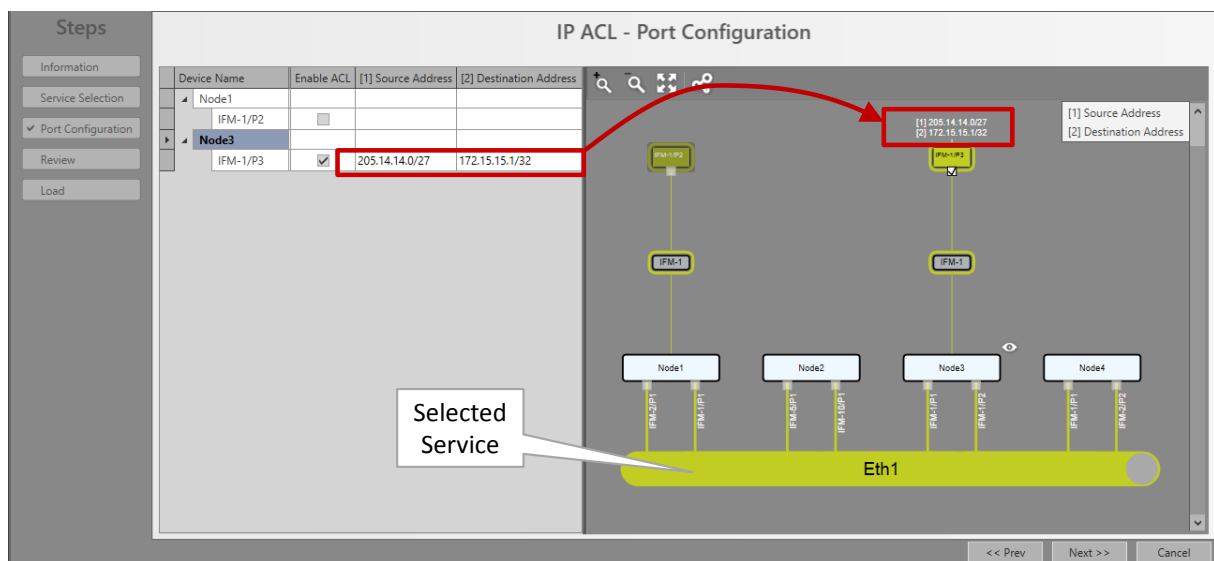 Steps
IP ACL - Port Configuration
Information
Service Selection
Port Configuration
Review
Load
Device Name Enable ACL [1] Source Address [2] Destination Address
Node1
IFM-1/P2
Node3
IFM-1/P3 205.14.14.0/27 172.15.15.1/32
[1] 205.14.14.0/27
[2] 172.15.15.1/32
[1] Source Address
[2] Destination Address
IFM-1/P2 IFM-1/P3
IFM-1 IFM-1
Node1 Node2 Node3 Node4
IFM-2/P1 IFM-1/P1 IFM-9/P1 IFM-10/P1 IFM-1/P1 IFM-1/P2 IFM-1/P1 IFM-2/P2
Selected
Service
Eth1
<< Prev Next >> Cancel